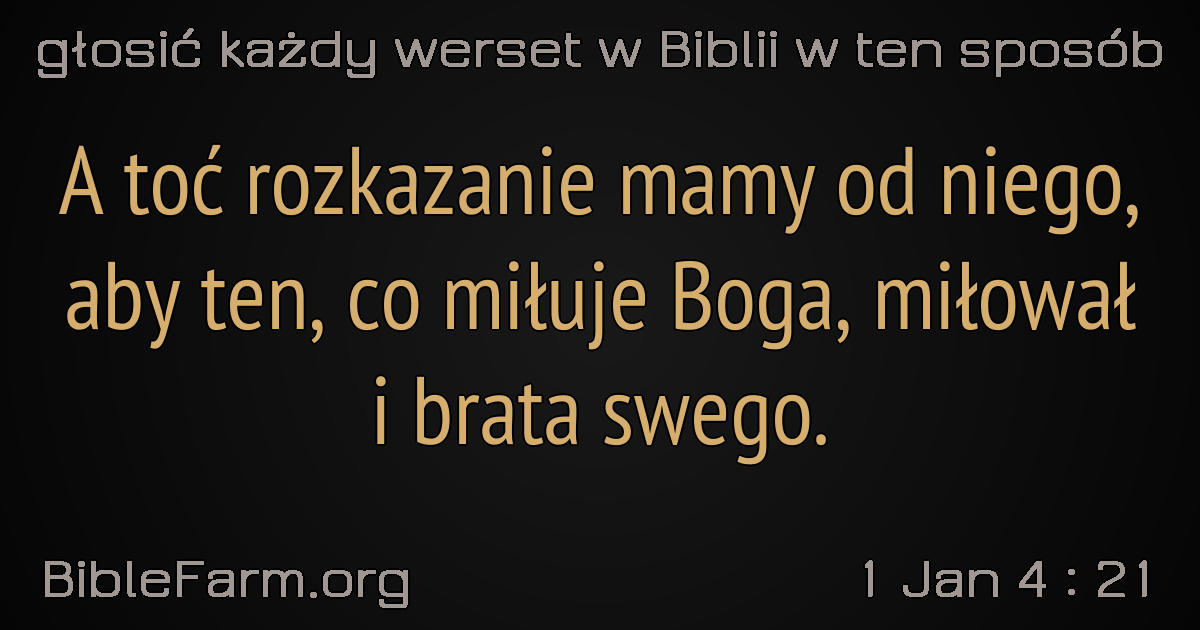 głosić każdy werset w Biblii w ten sposób
A toć rozkazanie mamy od niego,
aby ten, co miłuje Boga, miłował
i brata swego.
BibleFarm.org
1 Jan 4 : 21